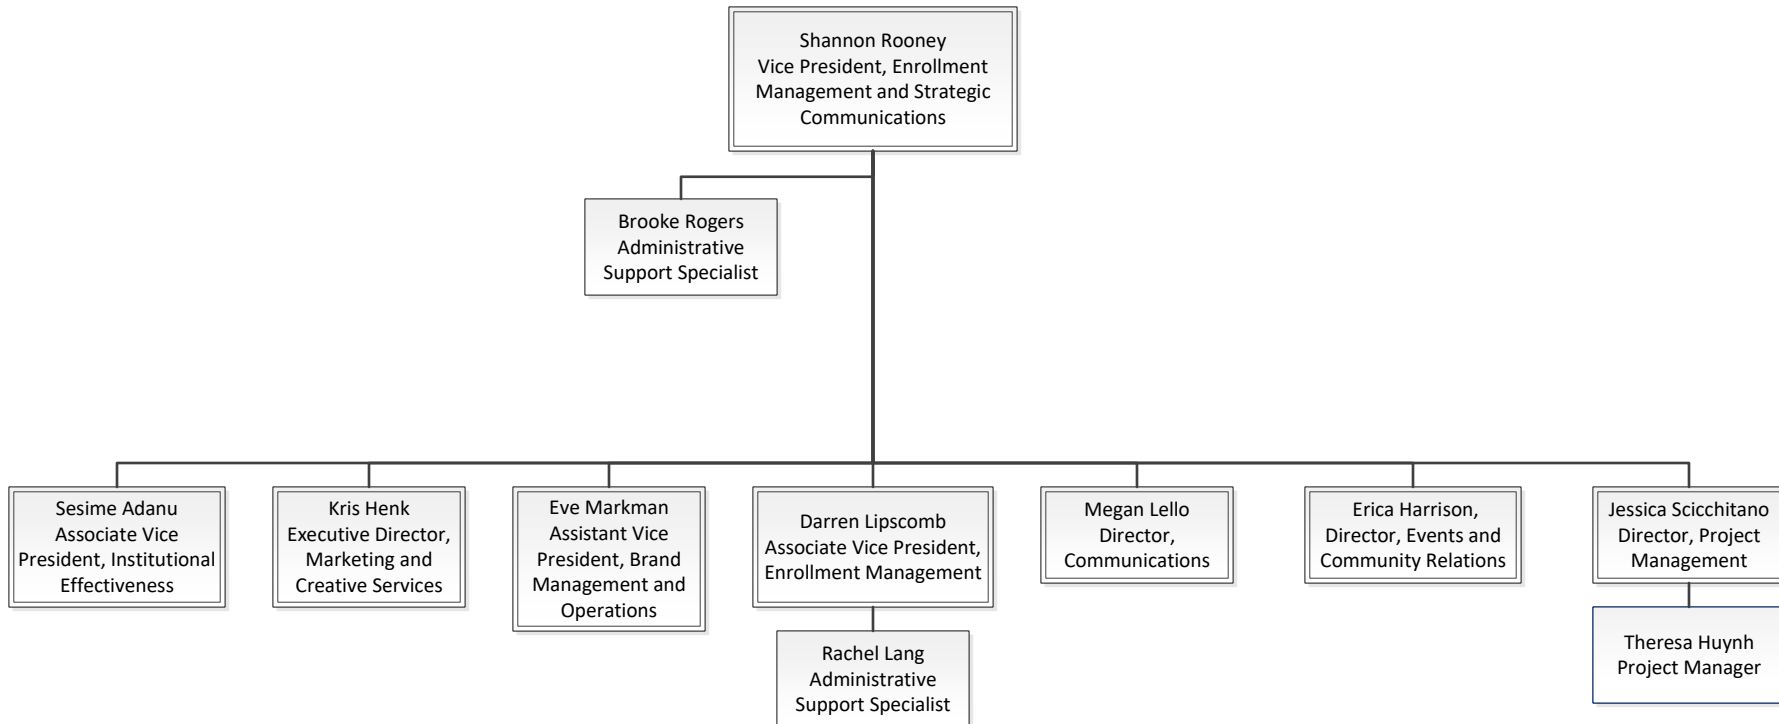 Shannon Rooney
Vice President, Enrollment
Management and Strategic
Communications
Brooke Rogers
Administrative
Support Specialist
Sesime Adanu
Associate Vice
President, Institutional
Effectiveness
Kris Henk
Executive Director,
Marketing and
Creative Services
Eve Markman
Assistant Vice
President, Brand
Management and
Operations
Darren Lipscomb
Associate Vice President,
Enrollment Management
Megan Lello
Director,
Communications
Erica Harrison,
Director, Events and
Community Relations
Jessica Scicchitano
Director, Project
Management
Rachel Lang
Administrative
Support Specialist
Theresa Huynh
Project Manager